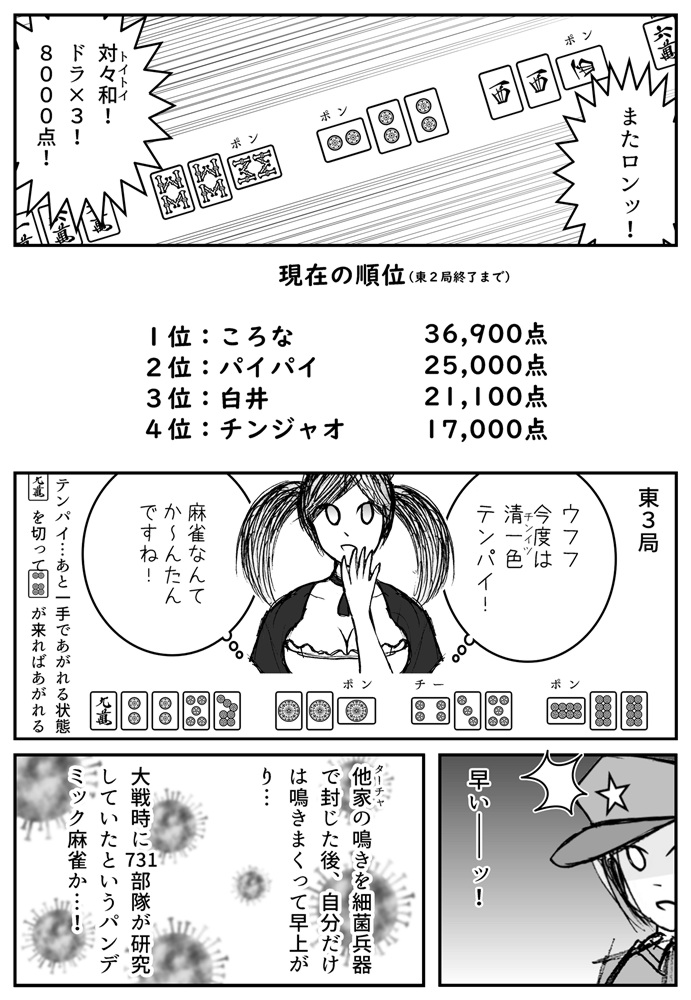 またロンッ！
対々和！
トイトイ
ドラ×3！
8000点！
ポン
ポン
ポン
六萬
萬
六萬
萬
現在の順位(東２局終了まで)
１位：ころな 36,900点
２位：パイパイ 25,000点
３位：白井 21,100点
４位：チンジャオ 17,000点
東３局
ウフフ
今度は
清一色
チンイツ
テンパイ！
麻雀なんて
か～んたん
ですね！
テンパイ…あと一手であがれる状態
九萬を切って が来ればあがれる
九萬
ポン
チー
ポン
早い――ッ！
他家の鳴きを細菌兵器
ターチャ
で封じた後、自分だけ
は鳴きまくって早上が
り…
大戦時に731部隊が研究
していたというパンデ
ミック麻雀か…！